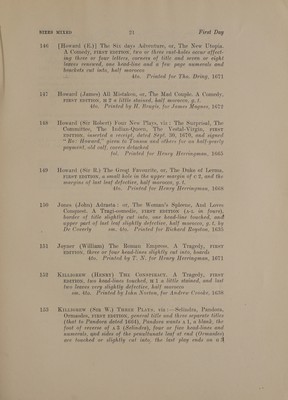 SIZES MIXED 21 First Day
146 [Howard (E.)] The Six days Adventure, or, The New Utopia.
A Comedy, FIRST EDITION, two or three rust-holes occur affect-
ing three or four letters, corners of title and seven or eight
leaves renewed, one head-line and a few page numerals and
brackets cut into, half morocco
4to. Printed for Tho. Dring, 1671
147 Howard (James) All Mistaken, or, The Mad Couple. A Comedy,
FIRST EDITION, a little stained, half morocco, g. t.
4to. Printed by H. Brugis, for James Magnes, 1672
148 Howard (Sir Robert) Four New Plays, viz: The Surprisal, The
Committee, The Indian-Queen, The Vestal-Virgin, FIRST
EDITION, inserted a receipt, dated Sept. 30, 1670, and signed
"Ro: Howard," given to Towson and others for an half-yearly
payment, old calf, covers detached
fol. Printed for Henry Herringman, 1665
149 Howard (Sir R.) The Great Favourite, or, The Duke of Lerma,
FIRST EDITION, a small hole in the upper margin of c 2, and the
margins of last leaf defective, half morocco, g. t.
4to. Printed for Henry Herringman, 1668
150 Jones (John) Adrasta: or, The Womans Spleene, And Loves
Conquest. A Tragi-comedie, FIRST EDITION (A-L in fours),
border of title slightly cut into, one head-line touched, and
upper part of last leaf slightly defective, half morocco, g. t. by
De Coverly sm. 4to. Printed for Richard Royston, 1635
151 Joyner (William) The Roman Empress. A Tragedy, FIRST
EDITION, three or four head-lines slightly cut into, boards
4to. Printed by T. N. for Henry Herringman, 1671
152 KILLIGREW (HENRY) THE CONSPIRACY. A Tragedy, FIRST
EDITION, two head-lines touched, H 1 a little stained, and last
two leaves very slightly defective, half morocco
sm. 4to. Printed by John Norton, for Andrew Crooke, 1638
153 KILLIGREW (SIR W.) THREE PLAYS, viz:—Selindra, Pandora,
Ormasdes, FIRST EDITION, general title and three separate titles
(that to Pandora dated 1664), Pandora wants A 1, a blank, the
foot of reverse of A 3 (Selindra), four or five head-lines and
numerals, and sides of the penultimate leaf at end (Ormasdes)
are touched or slightly cut into, the last play ends on